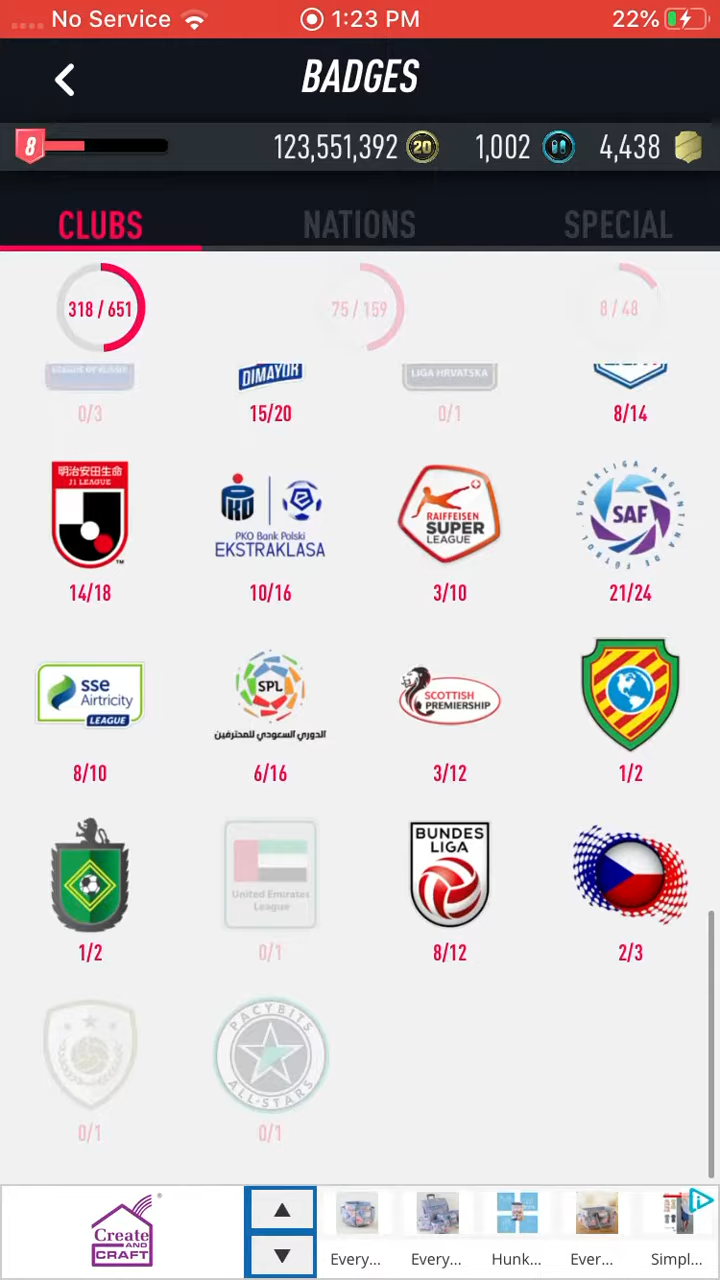 No Service 1:23 PM 22%
BADGES
8 123,551,392 20 1,002 4,438
CLUBS NATIONS SPECIAL
318 / 651 75 / 159 8 / 48
DIMAYOR LIGA HRVATSKA
0/3 15/20 0/1 8/14
明治安田生命
J1 LEAGUE
PKO Bank Polski
EKSTRAKLASA
RAIFFEISEN
SUPER
LEAGUE
SUPERLIGA ARGENTINA DE FÚTBOL
SAF
14/18 10/16 3/10 21/24
sse
Airtricity
LEAGUE
SPL
الدوري السعودي للمحترفين
SCOTTISH
PREMIERSHIP
8/10 6/16 3/12 1/2
United Emirates
League
BUNDES
LIGA
1/2 0/1 8/12 2/3
PACYBITS
ALL-STARS
0/1 0/1
Create
AND
CRAFT
Every... Every... Hunk... Ever... Simpl...